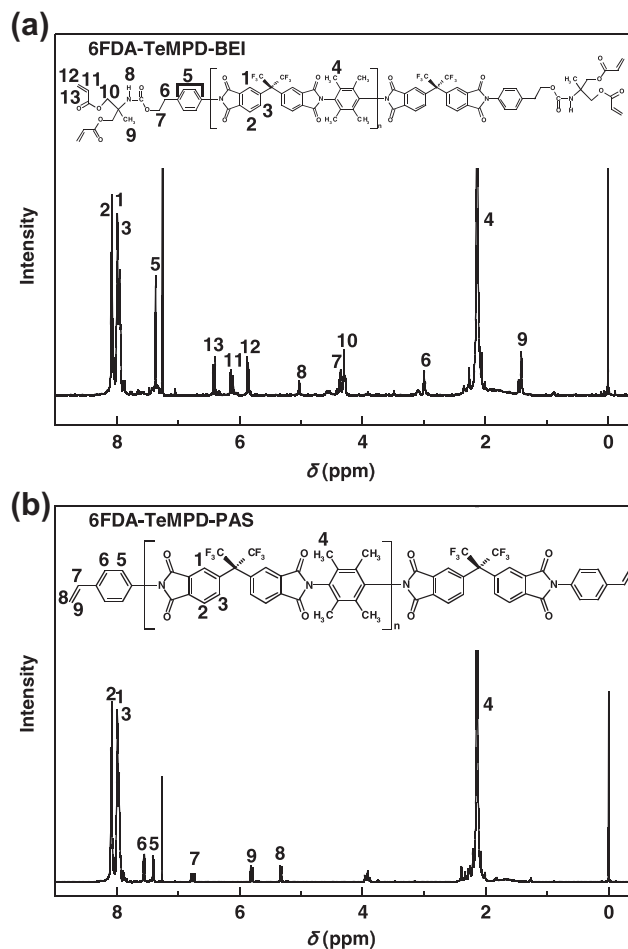 (a)
6FDA-TeMPD-BEI
12 11 10 8 5 4
13 H 6 1
N O 7 9 3 2
F3C CF3 H3C CH3 n
Intensity
2 1 3 5 13 11 12 8 7 10 6 4 9
8 6 4 2 0
δ (ppm)
(b)
6FDA-TeMPD-PAS
4
6 5 1 F3C CF3 H3C CH3 F3C CF3
7 8 9 N O 2 3 n
Intensity
2 1 3 6 5 7 9 8 4
8 6 4 2 0
δ (ppm)